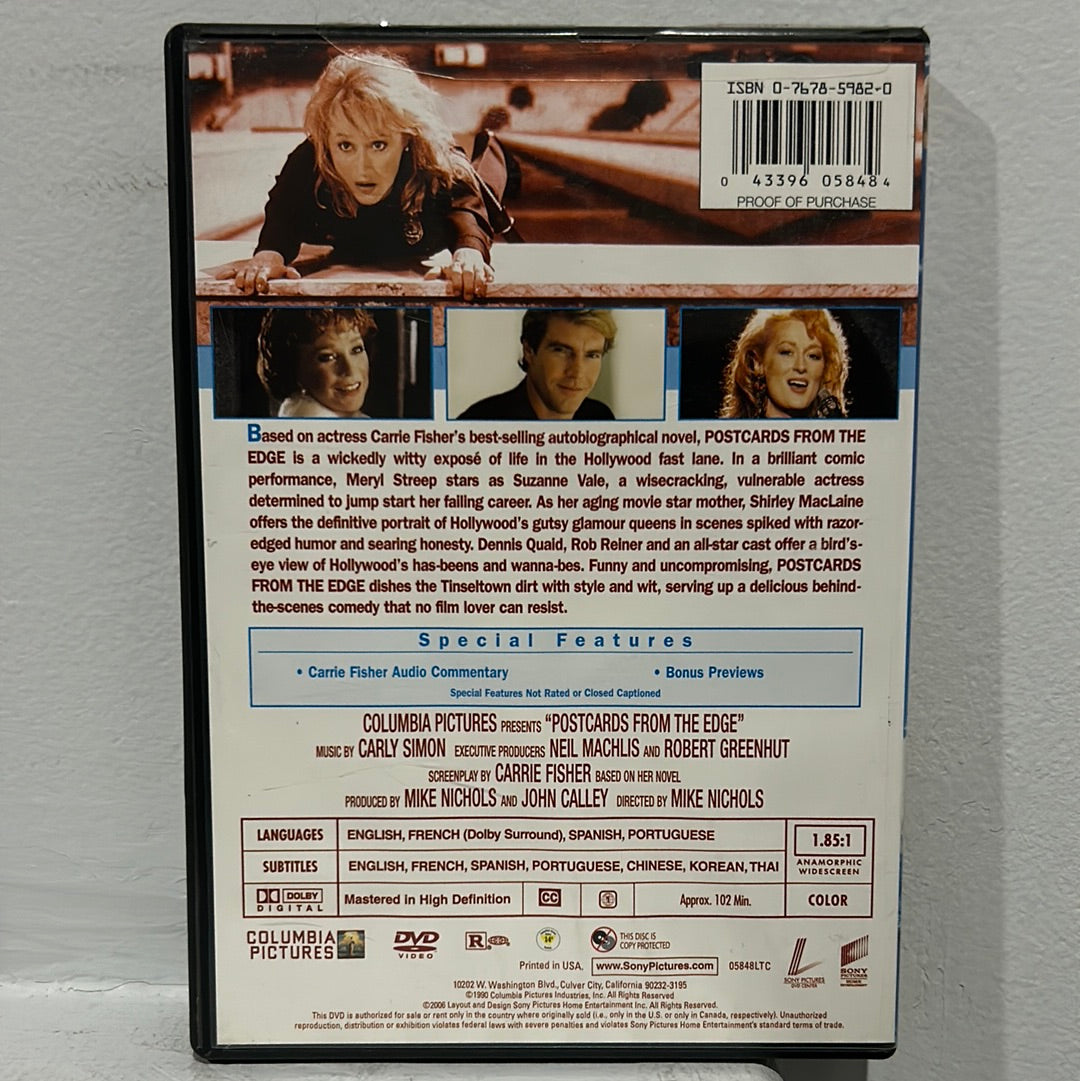 ISBN 0-7678-5982-0
0 43396 05848 4
PROOF OF PURCHASE
Based on actress Carrie Fisher's best-selling autobiographical novel, POSTCARDS FROM THE
EDGE is a wickedly witty exposé of life in the Hollywood fast lane. In a brilliant comic
performance, Meryl Streep stars as Suzanne Vale, a wisecracking, vulnerable actress
determined to jump start her failing career. As her aging movie star mother, Shirley MacLaine
offers the definitive portrait of Hollywood's gutsy glamour queens in scenes spiked with razor-
edged humor and searing honesty. Dennis Quaid, Rob Reiner and an all-star cast offer a bird's-
eye view of Hollywood's has-beens and wanna-bes. Funny and uncompromising, POSTCARDS
FROM THE EDGE dishes the Tinseltown dirt with style and wit, serving up a delicious behind-
the-scenes comedy that no film lover can resist.
Special Features
• Carrie Fisher Audio Commentary • Bonus Previews
Special Features Not Rated or Closed Captioned
COLUMBIA PICTURES PRESENTS "POSTCARDS FROM THE EDGE"
MUSIC BY CARLY SIMON EXECUTIVE PRODUCERS NEIL MACHLIS AND ROBERT GREENHUT
SCREENPLAY BY CARRIE FISHER BASED ON HER NOVEL
PRODUCED BY MIKE NICHOLS AND JOHN CALLEY DIRECTED BY MIKE NICHOLS
LANGUAGES ENGLISH, FRENCH (Dolby Surround), SPANISH, PORTUGUESE
1.85:1
ANAMORPHIC
WIDESCREEN
SUBTITLES ENGLISH, FRENCH, SPANISH, PORTUGUESE, CHINESE, KOREAN, THAI
DOLBY
DIGITAL
Mastered in High Definition CC 1 Approx. 102 Min. COLOR
COLUMBIA
PICTURES
DVD
VIDEO
R
THIS DISC IS
COPY PROTECTED
Printed in USA. www.SonyPictures.com 05848LTC
SONY PICTURES
DVD CENTER
SONY
PICTURES
HOME
ENTERTAINMENT
10202 W. Washington Blvd., Culver City, California 90232-3195
©1990 Columbia Pictures Industries, Inc. All Rights Reserved
©2006 Layout and Design Sony Pictures Home Entertainment Inc. All Rights Reserved.
This DVD is authorized for sale or rent only in the country where originally sold (i.e., only in the U.S. or only in Canada, respectively). Unauthorized
reproduction, distribution or exhibition violates federal laws with severe penalties and violates Sony Pictures Home Entertainment's standard terms of trade.